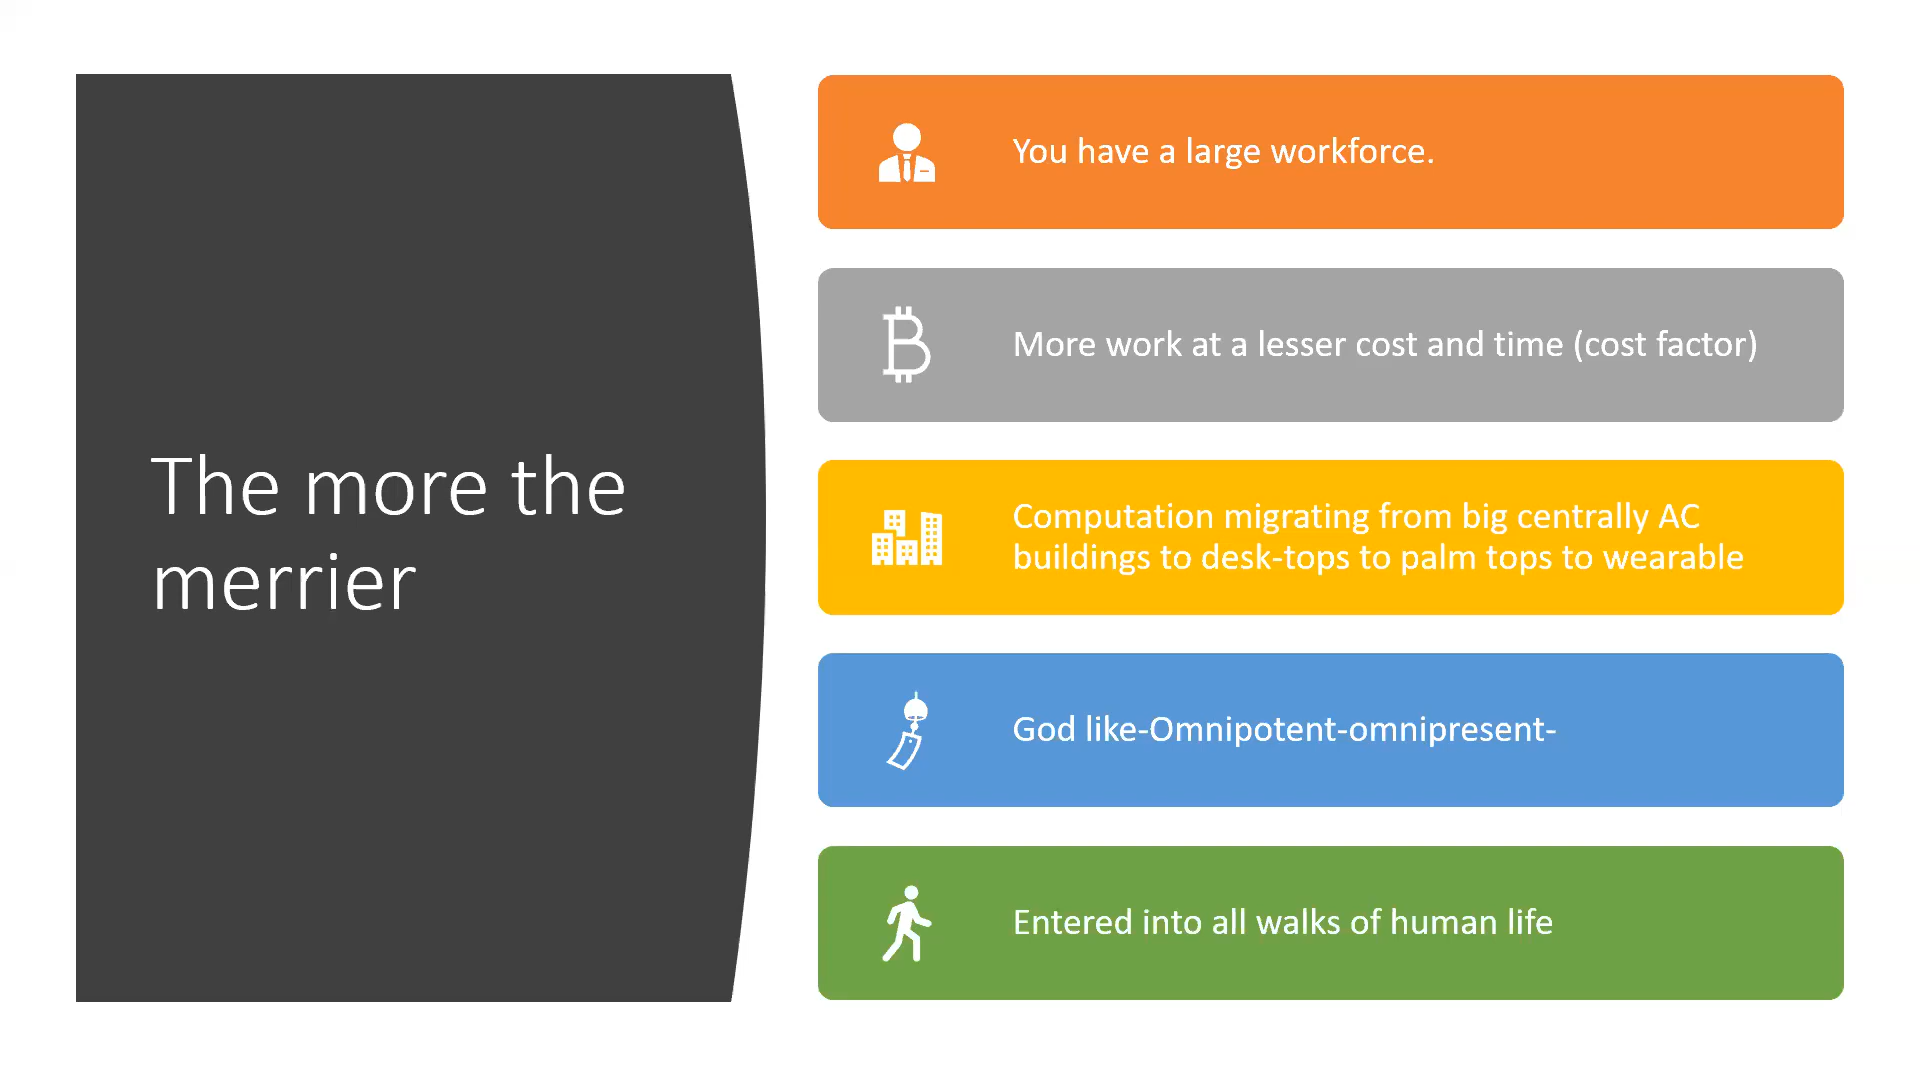 The more the
merrier
You have a large workforce.
More work at a lesser cost and time (cost factor)
Computation migrating from big centrally AC
buildings to desk-tops to palm tops to wearable
God like-Omnipotent-omnipresent-
Entered into all walks of human life